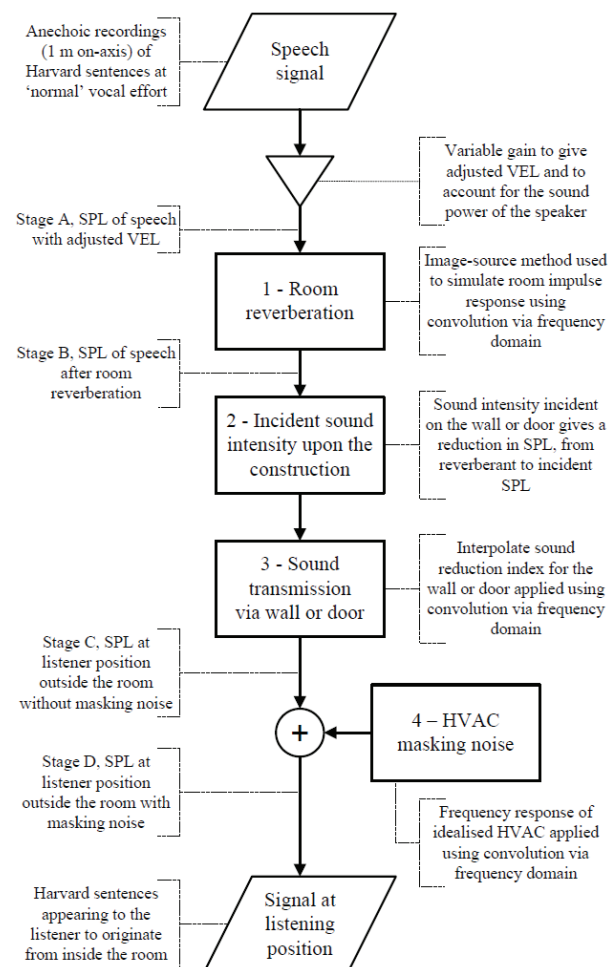 Anechoic recordings
(1 m on-axis) of
Harvard sentences at
‘normal’ vocal effort
Speech
signal
Variable gain to give
adjusted VEL and to
account for the sound
power of the speaker
Stage A, SPL of speech
with adjusted VEL
1 - Room
reverberation
Image-source method used
to simulate room impulse
response using
convolution via frequency
domain
Stage B, SPL of speech
after room
reverberation
2 - Incident sound
intensity upon the
construction
Sound intensity incident
on the wall or door gives a
reduction in SPL, from
reverberant to incident
SPL
3 - Sound
transmission
via wall or door
Interpolate sound
reduction index for the
wall or door applied using
convolution via frequency
domain
Stage C, SPL at
listener position
outside the room
without masking noise
+
4 – HVAC
masking noise
Stage D, SPL at
listener position
outside the room with
masking noise
Frequency response of
idealised HVAC applied
using convolution via
frequency domain
Harvard sentences
appearing to the
listener to originate
from inside the room
Signal at
listening
position